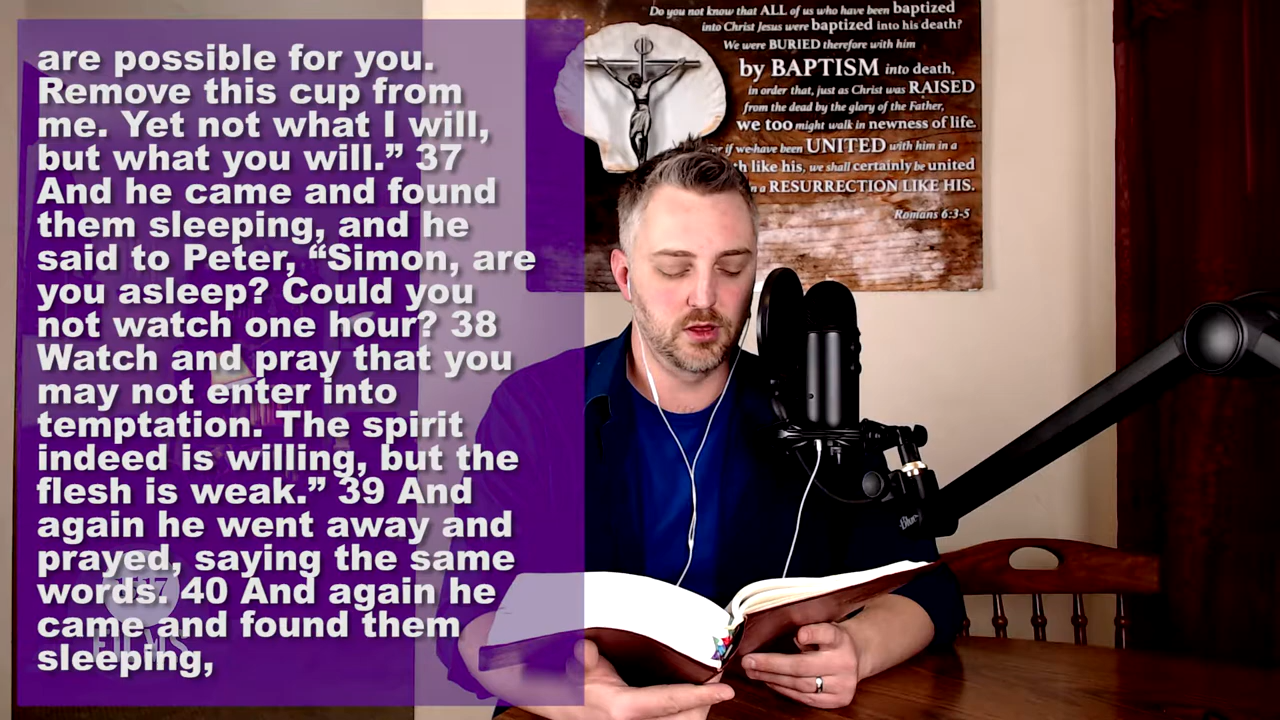 are possible for you.
Remove this cup from
me. Yet not what I will,
but what you will.” 37
And he came and found
them sleeping, and he
said to Peter, “Simon, are
you asleep? Could you
not watch one hour? 38
Watch and pray that you
may not enter into
temptation. The spirit
indeed is willing, but the
flesh is weak.” 39 And
again he went away and
prayed, saying the same
words. 40 And again he
came and found them
sleeping,
Do you not know that ALL of us who have been baptized
into Christ Jesus were baptized into his death?
We were BURIED therefore with him
by BAPTISM into death,
in order that, just as Christ was RAISED
from the dead by the glory of the Father,
we too might walk in newness of life.
if we have been UNITED with him in a
like his, we shall certainly be united
in a RESURRECTION LIKE HIS.
Romans 6:3-5
FILMS
Blue